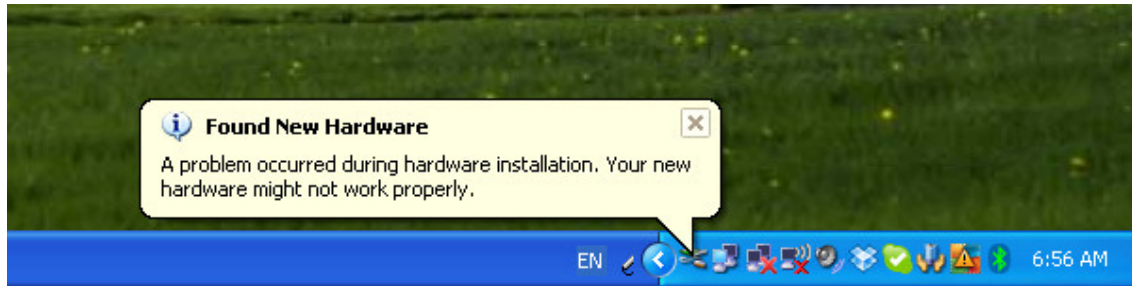 Found New Hardware
A problem occurred during hardware installation. Your new
hardware might not work properly.
EN
6:56 AM